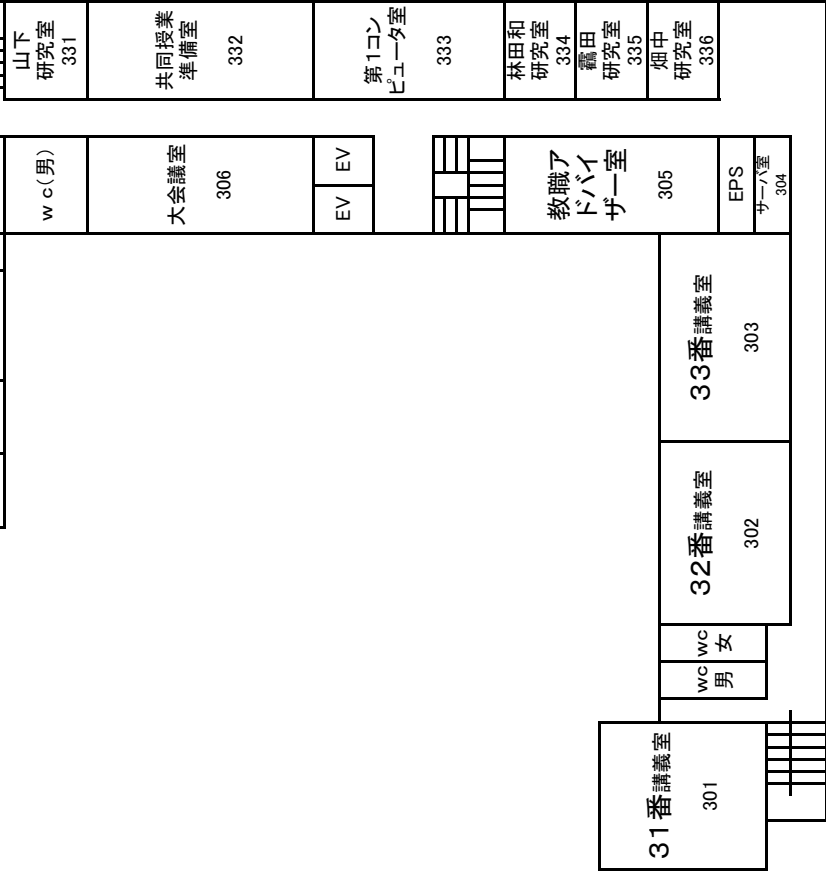 山下
研究室
331
共同授業
準備室
332
第1コン
ピュータ室
333
林田和
研究室
334
靍田
研究室
335
畑中
研究室
336
ｗｃ(男)
大会議室
306
EV
EV
教職ア
ドバイ
ザー室
305
EPS
サーバ室
304
33番講義室
303
32番講義室
302
wc
女
wc
男
31番講義室
301